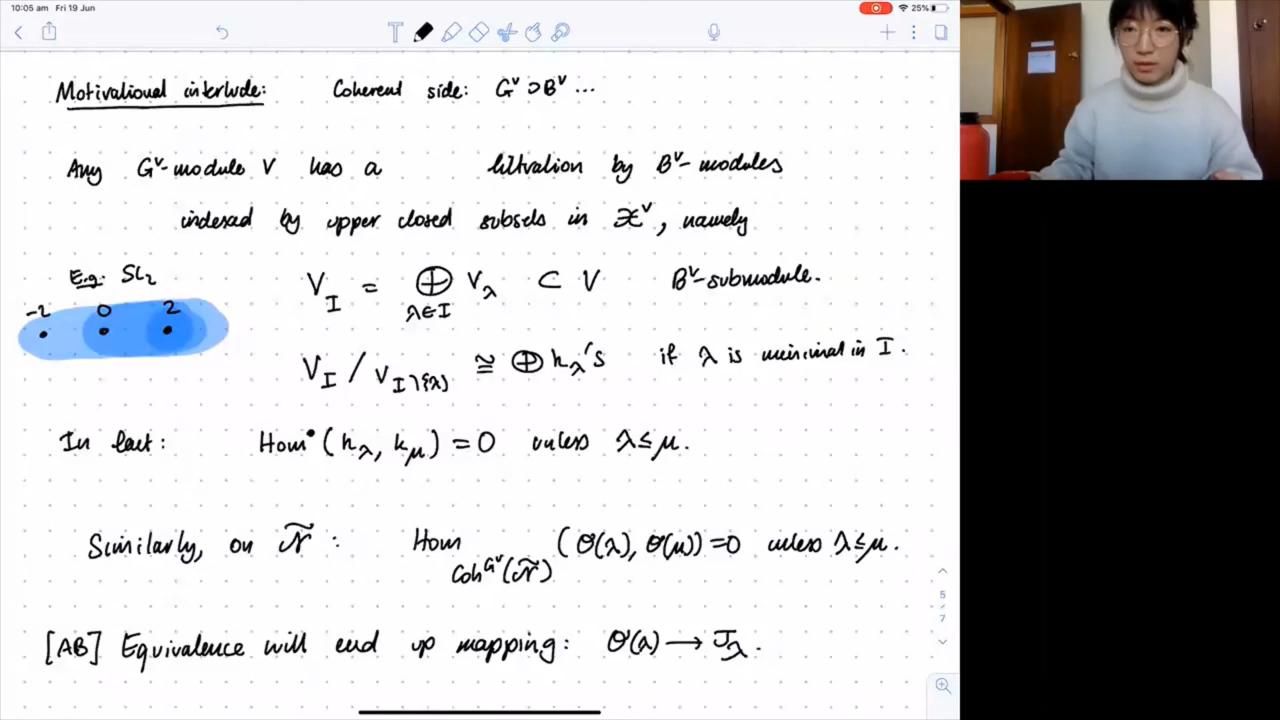 10:05 am Fri 19 Jun
25%
Motivational interlude: Coherent side: G^∨ ⊃ B^∨ ...
Any G^∨-module V has a filtration by B^∨-modules
indexed by upper closed subsets in 𝒳^∨, namely
E.g. SL₂
-2 0 2
V_I = ⊕_{λ∈I} V_λ ⊂ V B^∨-submodule.
V_I / V_{I∖{λ}} ≅ ⊕ k_λ's if λ is minimal in I.
In fact: Hom^•(k_λ, k_μ) = 0 unless λ ≤ μ.
Similarly, on Ñ: Hom_{Coh^{G^∨}(Ñ)} (O(λ), O(μ)) = 0 unless λ ≤ μ.
[AB] Equivalence will end up mapping: O(λ) → J_λ.
5
/
7